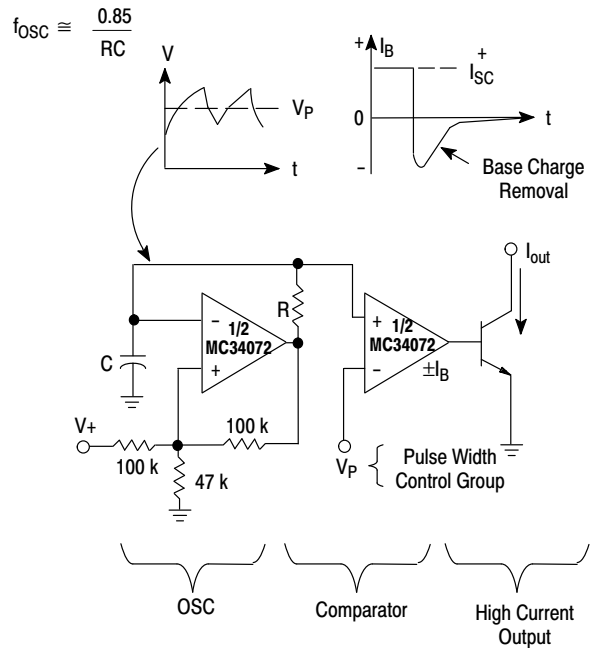 fOSC ≅ 0.85
RC
V
VP
t
+ IB
+
ISC
0
t
–
Base Charge
Removal
Iout
R
–
1/2
MC34072
+
C
+
1/2
MC34072
–
±IB
V+
100 k
100 k
47 k
VP
{
Pulse Width
Control Group
OSC
Comparator
High Current
Output